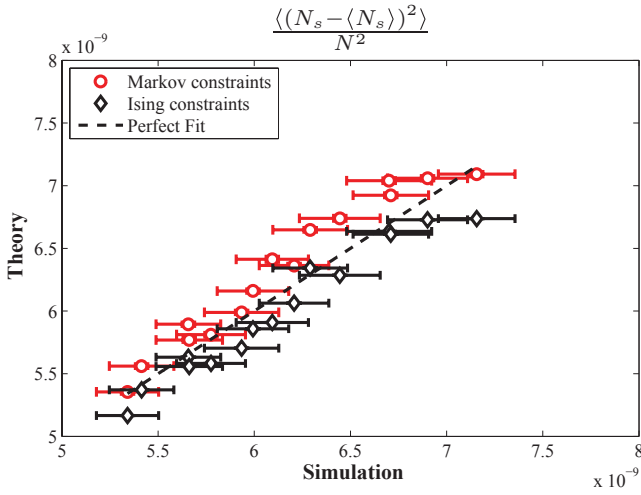 ⟨(N_s − ⟨N_s⟩)²⟩
N²
x 10⁻⁹
8
7.5
7
6.5
6
5.5
5
Theory
Markov constraints
Ising constraints
Perfect Fit
5 5.5 6 6.5 7 7.5 8
Simulation
x 10⁻⁹